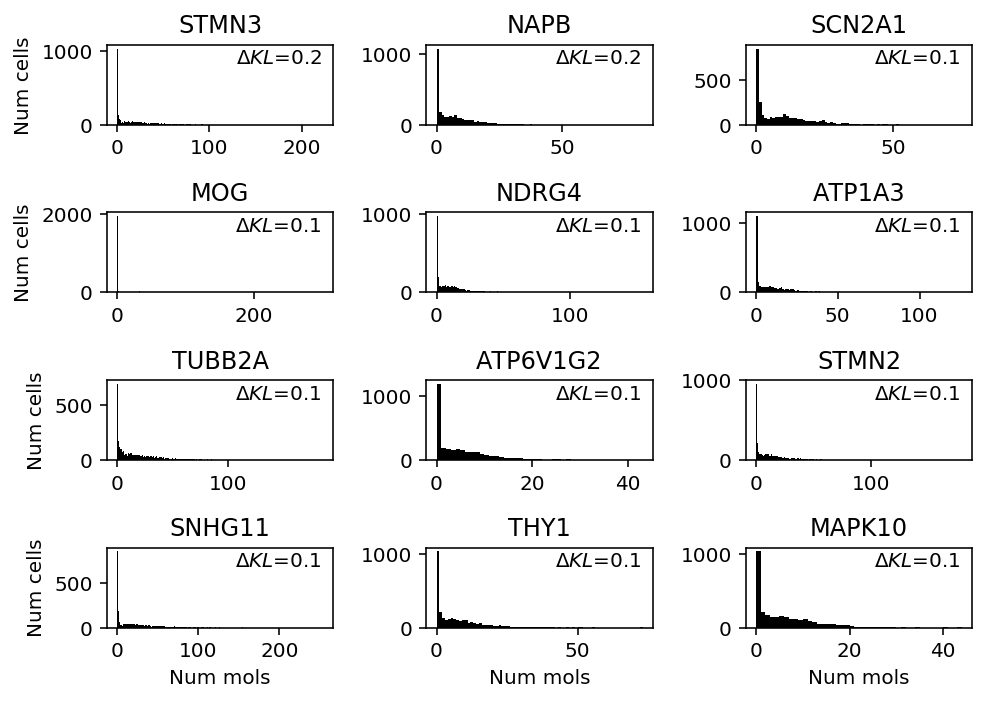 STMN3
NAPB
SCN2A1
Num cells
1000
0
ΔKL=0.2
0
100
200
1000
0
ΔKL=0.2
0
50
500
0
ΔKL=0.1
0
50
MOG
NDRG4
ATP1A3
Num cells
2000
0
ΔKL=0.1
0
200
1000
0
ΔKL=0.1
0
100
1000
0
ΔKL=0.1
0
50
100
TUBB2A
ATP6V1G2
STMN2
Num cells
500
0
ΔKL=0.1
0
100
1000
0
ΔKL=0.1
0
20
40
1000
0
ΔKL=0.1
0
100
SNHG11
THY1
MAPK10
Num cells
500
0
ΔKL=0.1
0
100
200
Num mols
1000
0
ΔKL=0.1
0
50
Num mols
1000
0
ΔKL=0.1
0
20
40
Num mols